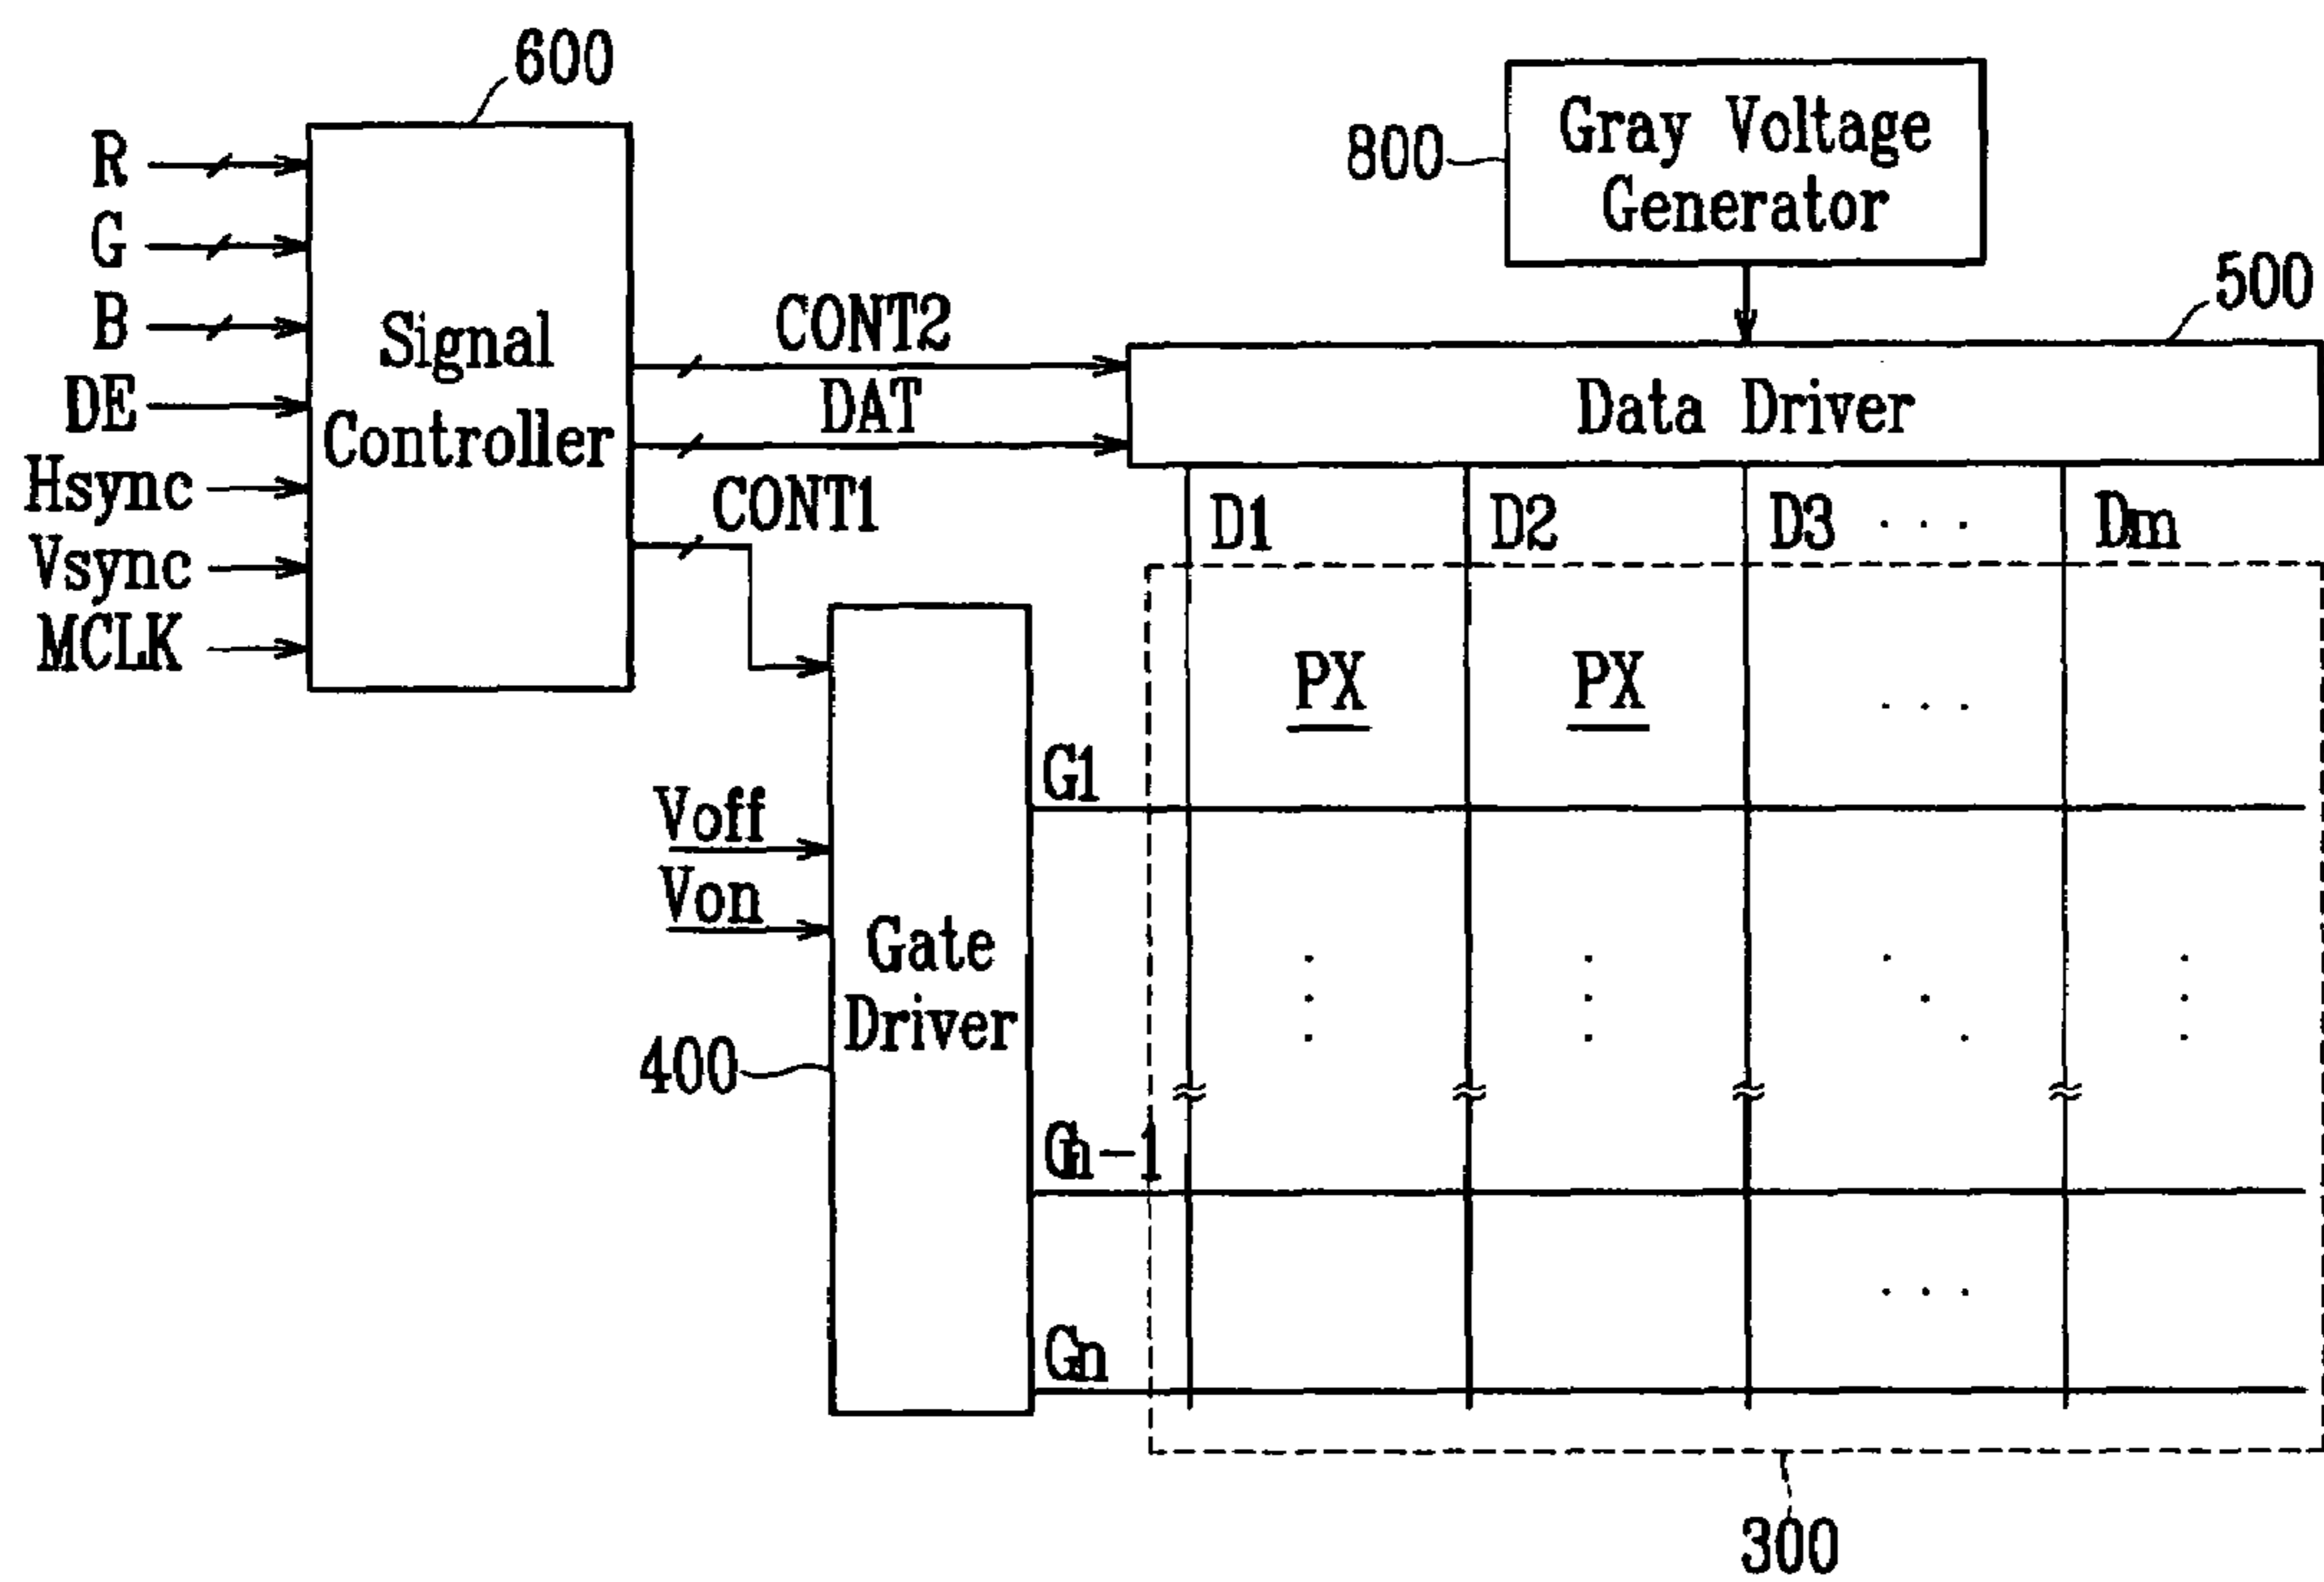 600
R
G
B
DE
Hsync
Vsync
MCLK
Signal
Controller
CONT2
DAT
CONT1
800
Gray Voltage
Generator
500
Data Driver
D1 D2 D3 . . . Dm
PX PX . . .
Voff
Von
Gate
Driver
400
G1
Gn-1
Gn
. . .
300